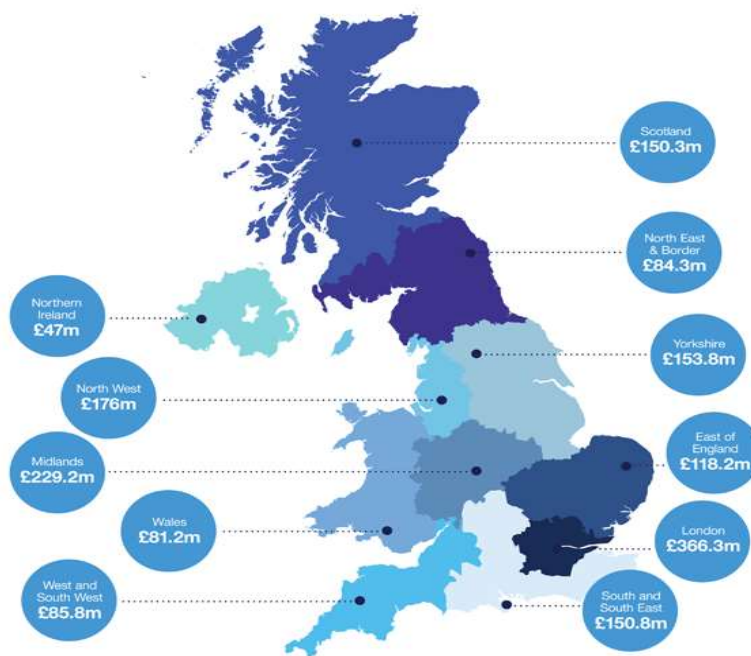 Scotland
£150.3m
North East
& Border
£84.3m
Northern
Ireland
£47m
Yorkshire
£153.8m
North West
£176m
East of
England
£118.2m
Midlands
£229.2m
Wales
£81.2m
London
£366.3m
West and
South West
£85.8m
South and
South East
£150.8m